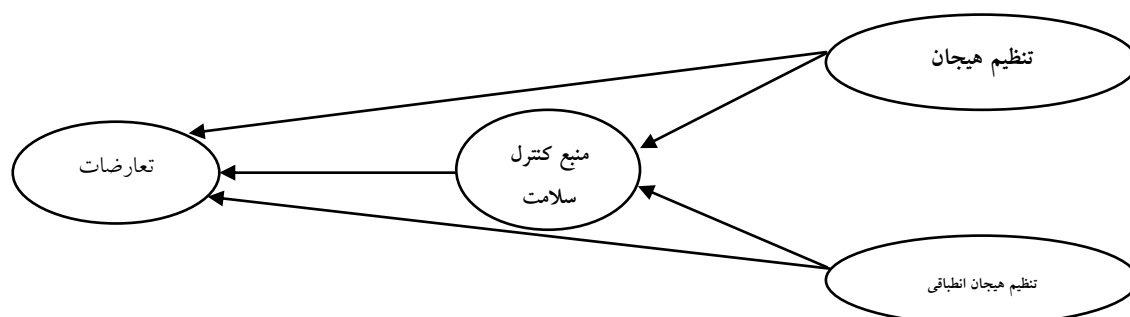 تنظیم هیجان
منبع کنترل
سلامت
تعارضات
تنظیم هیجان انطباقی